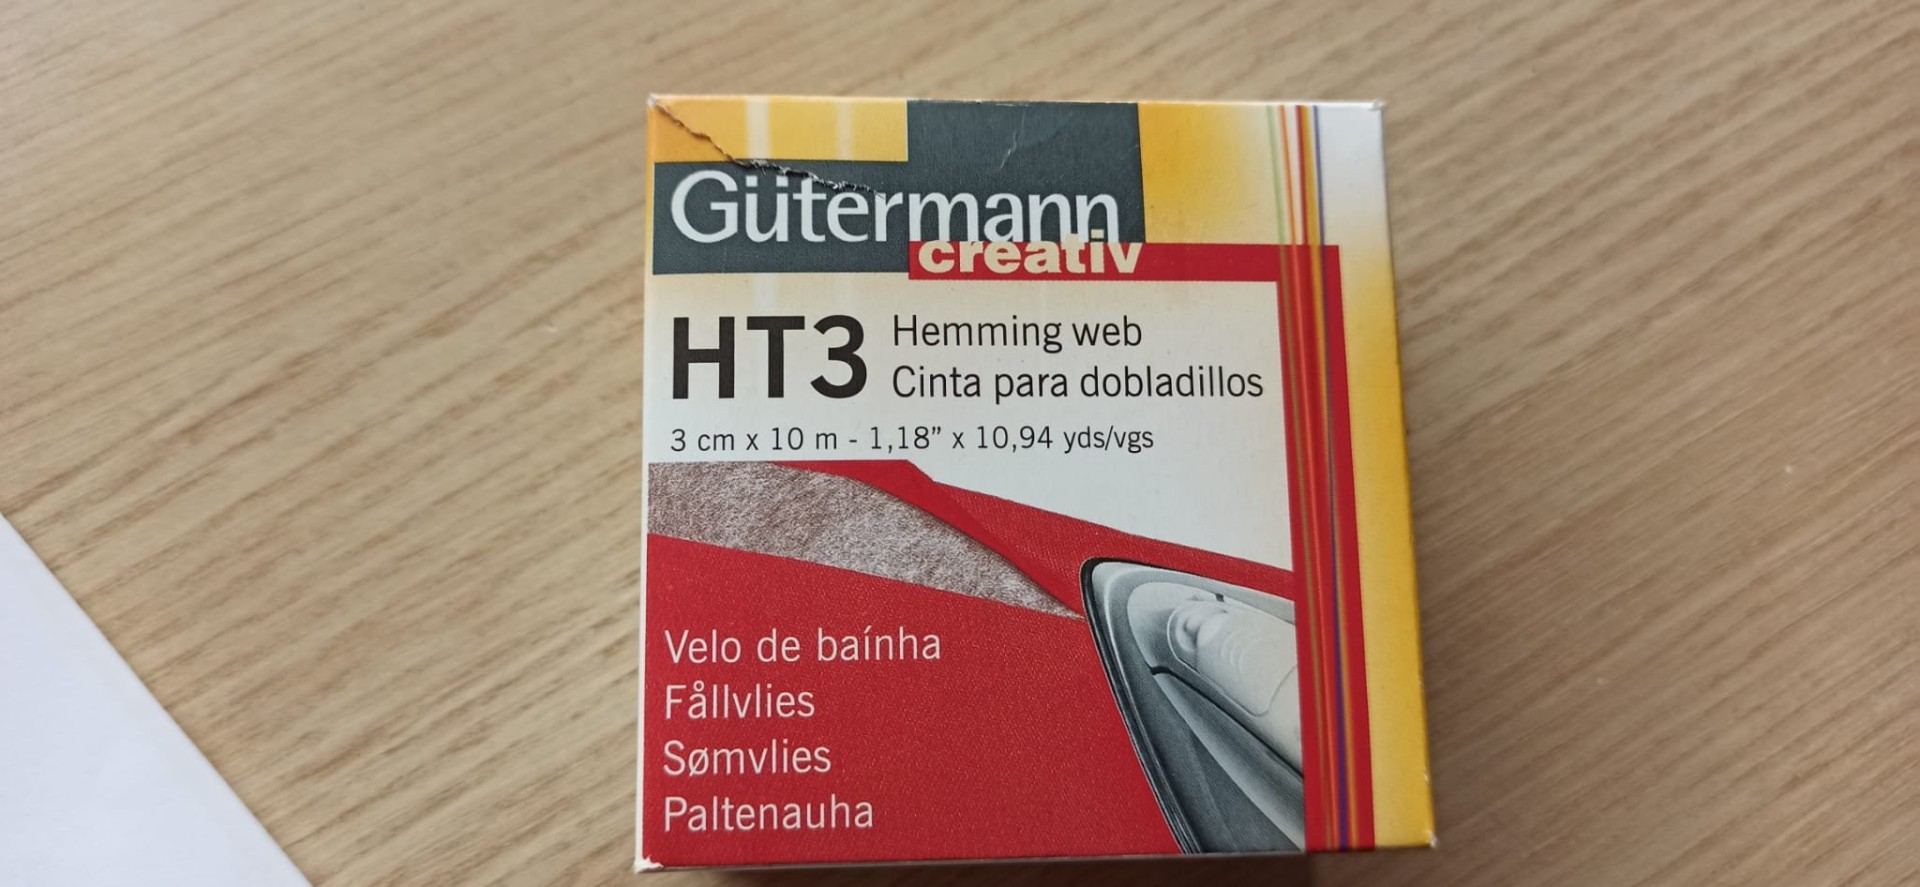 Gütermann
creativ
HT3
Hemming web
Cinta para dobladillos
3 cm x 10 m - 1,18” x 10,94 yds/vgs
Velo de baínha
Fållvlies
Sømvlies
Paltenauha